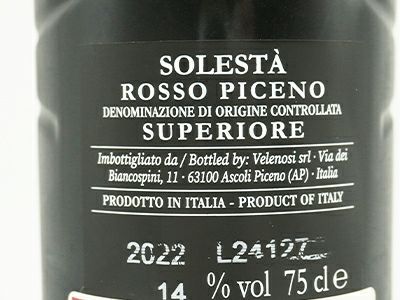 SOLESTÀ
ROSSO PICENO
DENOMINAZIONE DI ORIGINE CONTROLLATA
SUPERIORE
Imbottigliato da / Bottled by: Velenosi srl · Via dei
Biancospini, 11 · 63100 Ascoli Piceno (AP) · Italia
PRODOTTO IN ITALIA - PRODUCT OF ITALY
2022
14 % vol 75 cl e